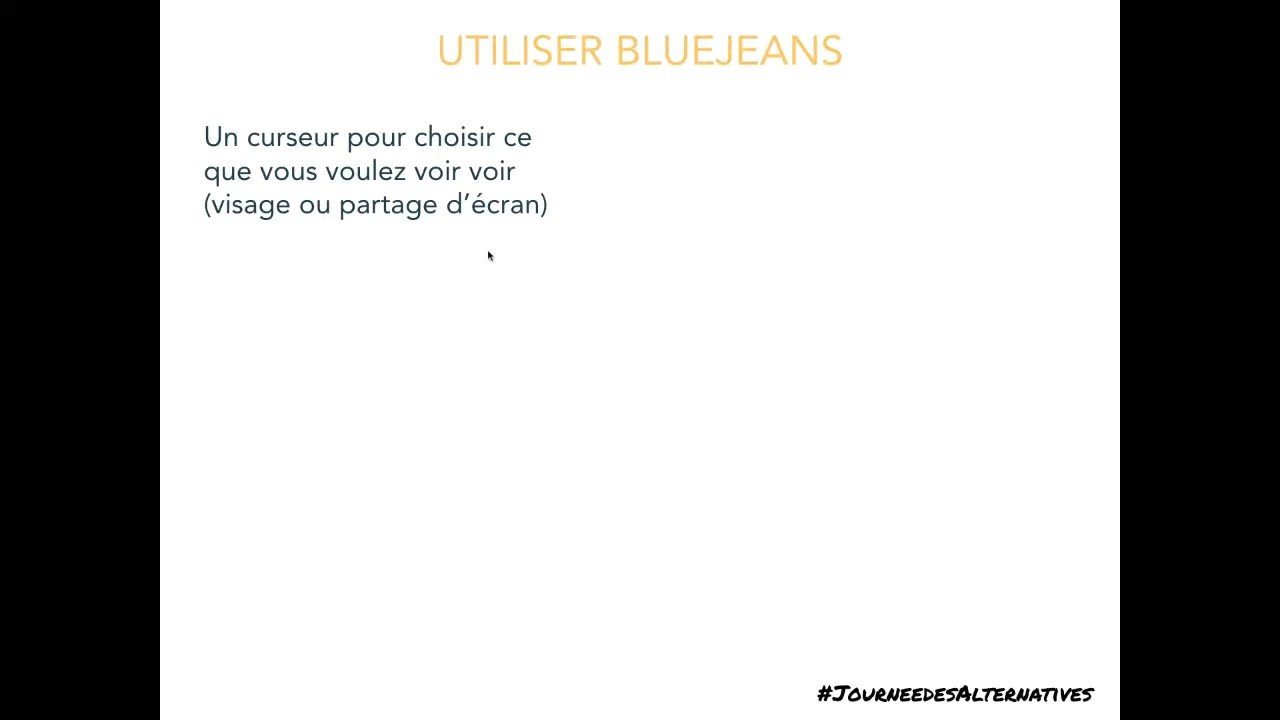 UTILISER BLUEJEANS
Un curseur pour choisir ce
que vous voulez voir voir
(visage ou partage d’écran)
#JourneedesAlternatives